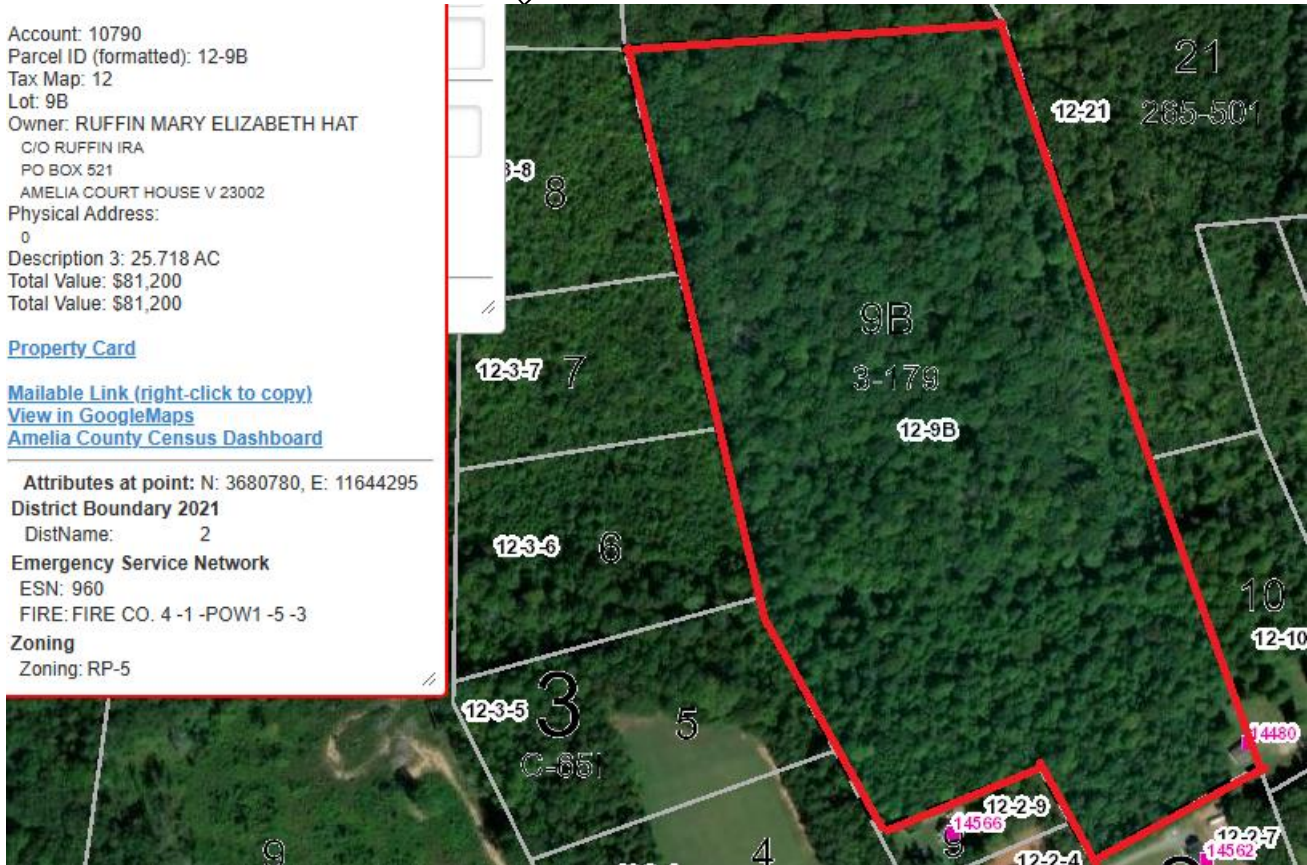 Account: 10790
Parcel ID (formatted): 12-9B
Tax Map: 12
Lot: 9B
Owner: RUFFIN MARY ELIZABETH HAT
C/O RUFFIN IRA
PO BOX 521
AMELIA COURT HOUSE V 23002
Physical Address:
0
Description 3: 25.718 AC
Total Value: $81,200
Total Value: $81,200
Property Card
Mailable Link (right-click to copy)
View in GoogleMaps
Amelia County Census Dashboard
Attributes at point: N: 3680780, E: 11644295
District Boundary 2021
DistName: 2
Emergency Service Network
ESN: 960
FIRE: FIRE CO. 4 -1 -POW1 -5 -3
Zoning
Zoning: RP-5
21
12-21
265-501
3-8
8
9B
3-179
12-9B
12-3-7
7
12-3-6
6
10
12-10
12-3-5
3
5
C-651
14480
12-2-9
14566
9
9
4
12-2-4
12-2-7
14562